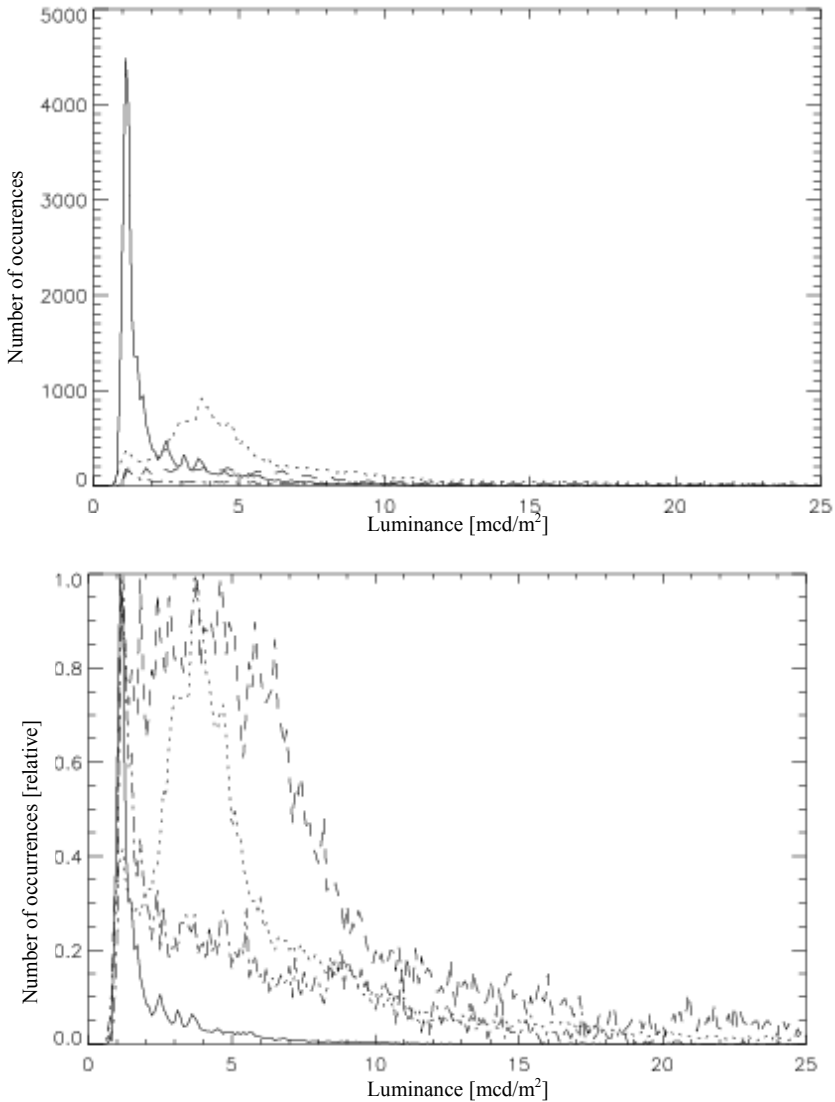 5000
4000
3000
2000
1000
0
Number of occurences
0 5 10 15 20 25
Luminance [mcd/m²]
1.0
0.8
0.6
0.4
0.2
0.0
Number of occurrences [relative]
0 5 10 15 20 25
Luminance [mcd/m²]